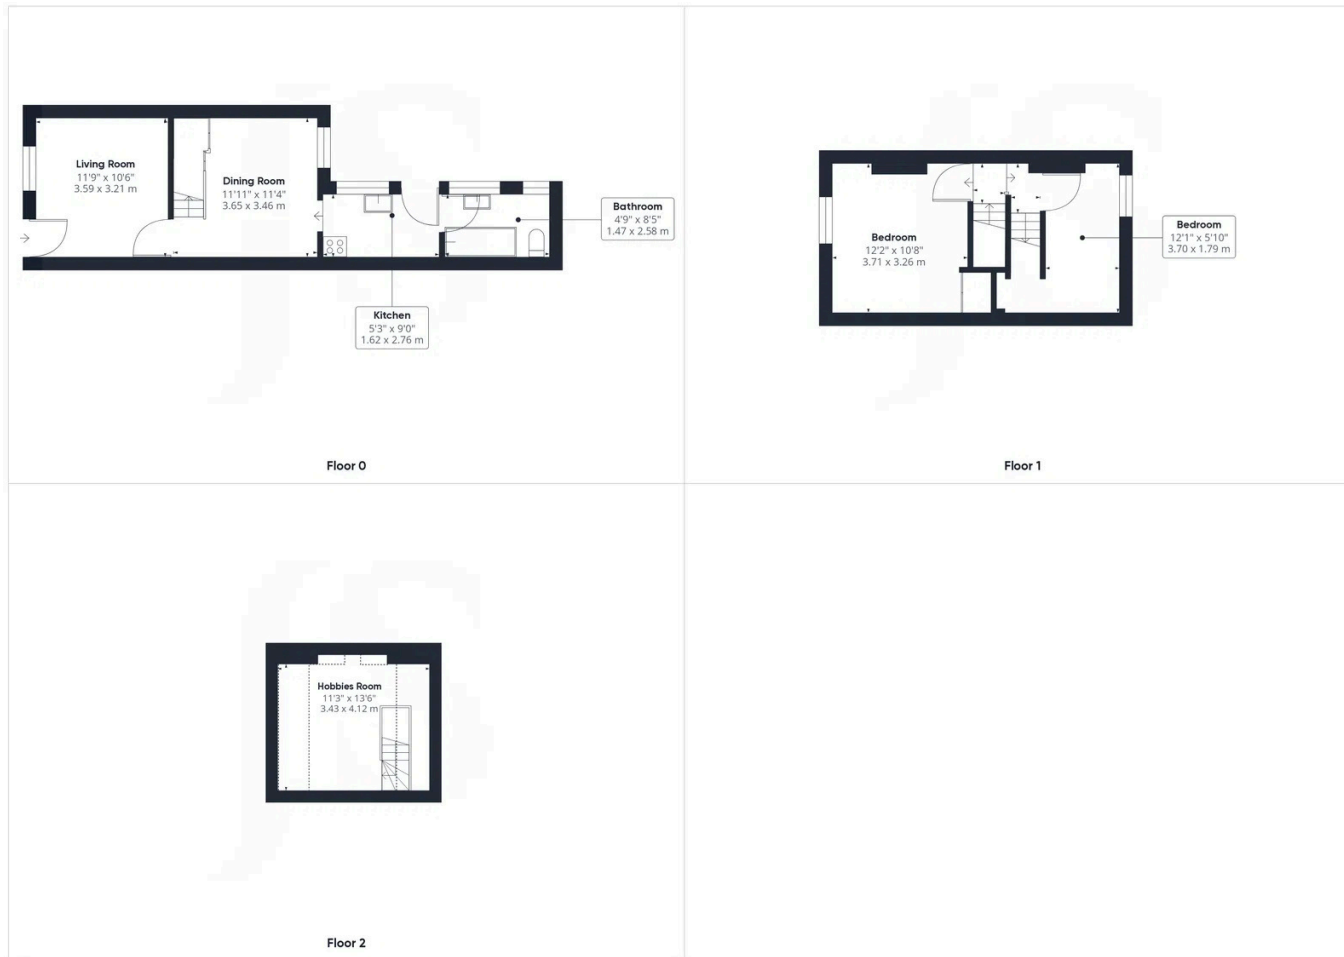 Living Room
11'9" x 10'6"
3.59 x 3.21 m
Dining Room
11'11" x 11'4"
3.65 x 3.46 m
Bathroom
4'9" x 8'5"
1.47 x 2.58 m
Kitchen
5'3" x 9'0"
1.62 x 2.76 m
Floor 0
Bedroom
12'2" x 10'8"
3.71 x 3.26 m
Bedroom
12'1" x 5'10"
3.70 x 1.79 m
Floor 1
Hobbies Room
11'3" x 13'6"
3.43 x 4.12 m
Floor 2